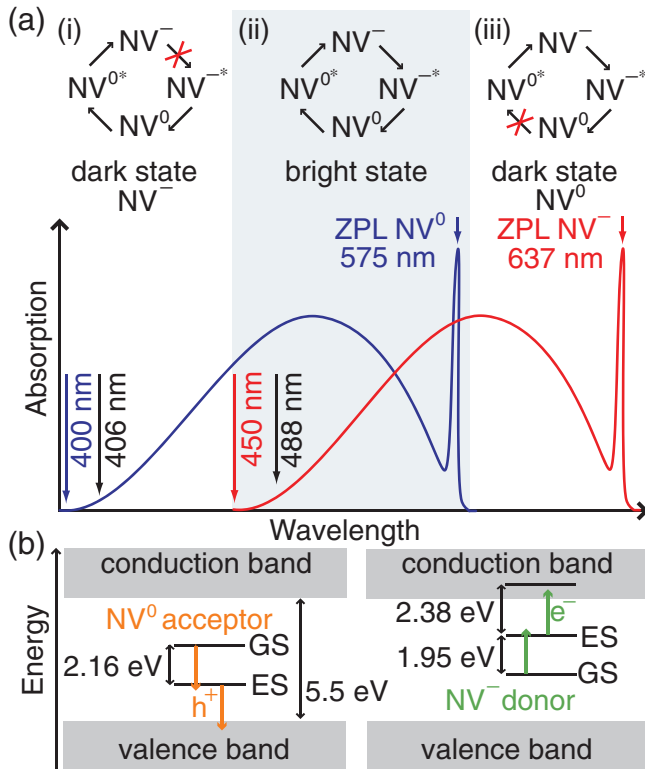 (a)
(i)
NV⁻
NV⁰*
NV⁻*
NV⁰
dark state
NV⁻
(ii)
NV⁻
NV⁰*
NV⁻*
NV⁰
bright state
(iii)
NV⁻
NV⁰*
NV⁻*
NV⁰
dark state
NV⁰
ZPL NV⁰
575 nm
ZPL NV⁻
637 nm
Absorption
400 nm
406 nm
450 nm
488 nm
Wavelength
(b)
Energy
conduction band
NV⁰ acceptor
GS
2.16 eV
ES
h⁺
5.5 eV
valence band
conduction band
2.38 eV
e⁻
ES
1.95 eV
GS
NV⁻ donor
valence band